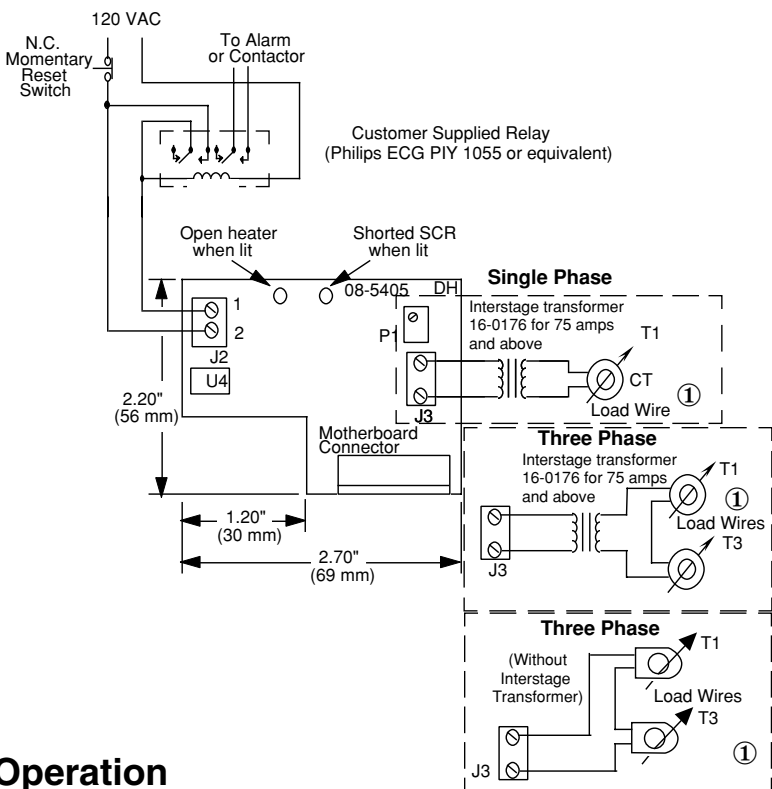 120 VAC
N.C.
Momentary
Reset
Switch
To Alarm
or Contactor
Customer Supplied Relay
(Philips ECG PIY 1055 or equivalent)
Open heater
when lit
Shorted SCR
when lit
08-5405 DH
1
2
J2
U4
P1
J3
Motherboard
Connector
2.20"
(56 mm)
1.20"
(30 mm)
2.70"
(69 mm)
Single Phase
Interstage transformer
16-0176 for 75 amps
and above
T1
CT
Load Wire
①
Three Phase
Interstage transformer
16-0176 for 75 amps
and above
T1
①
Load Wires
T3
J3
Three Phase
(Without
Interstage
Transformer)
T1
Load Wires
T3
J3
①
Operation